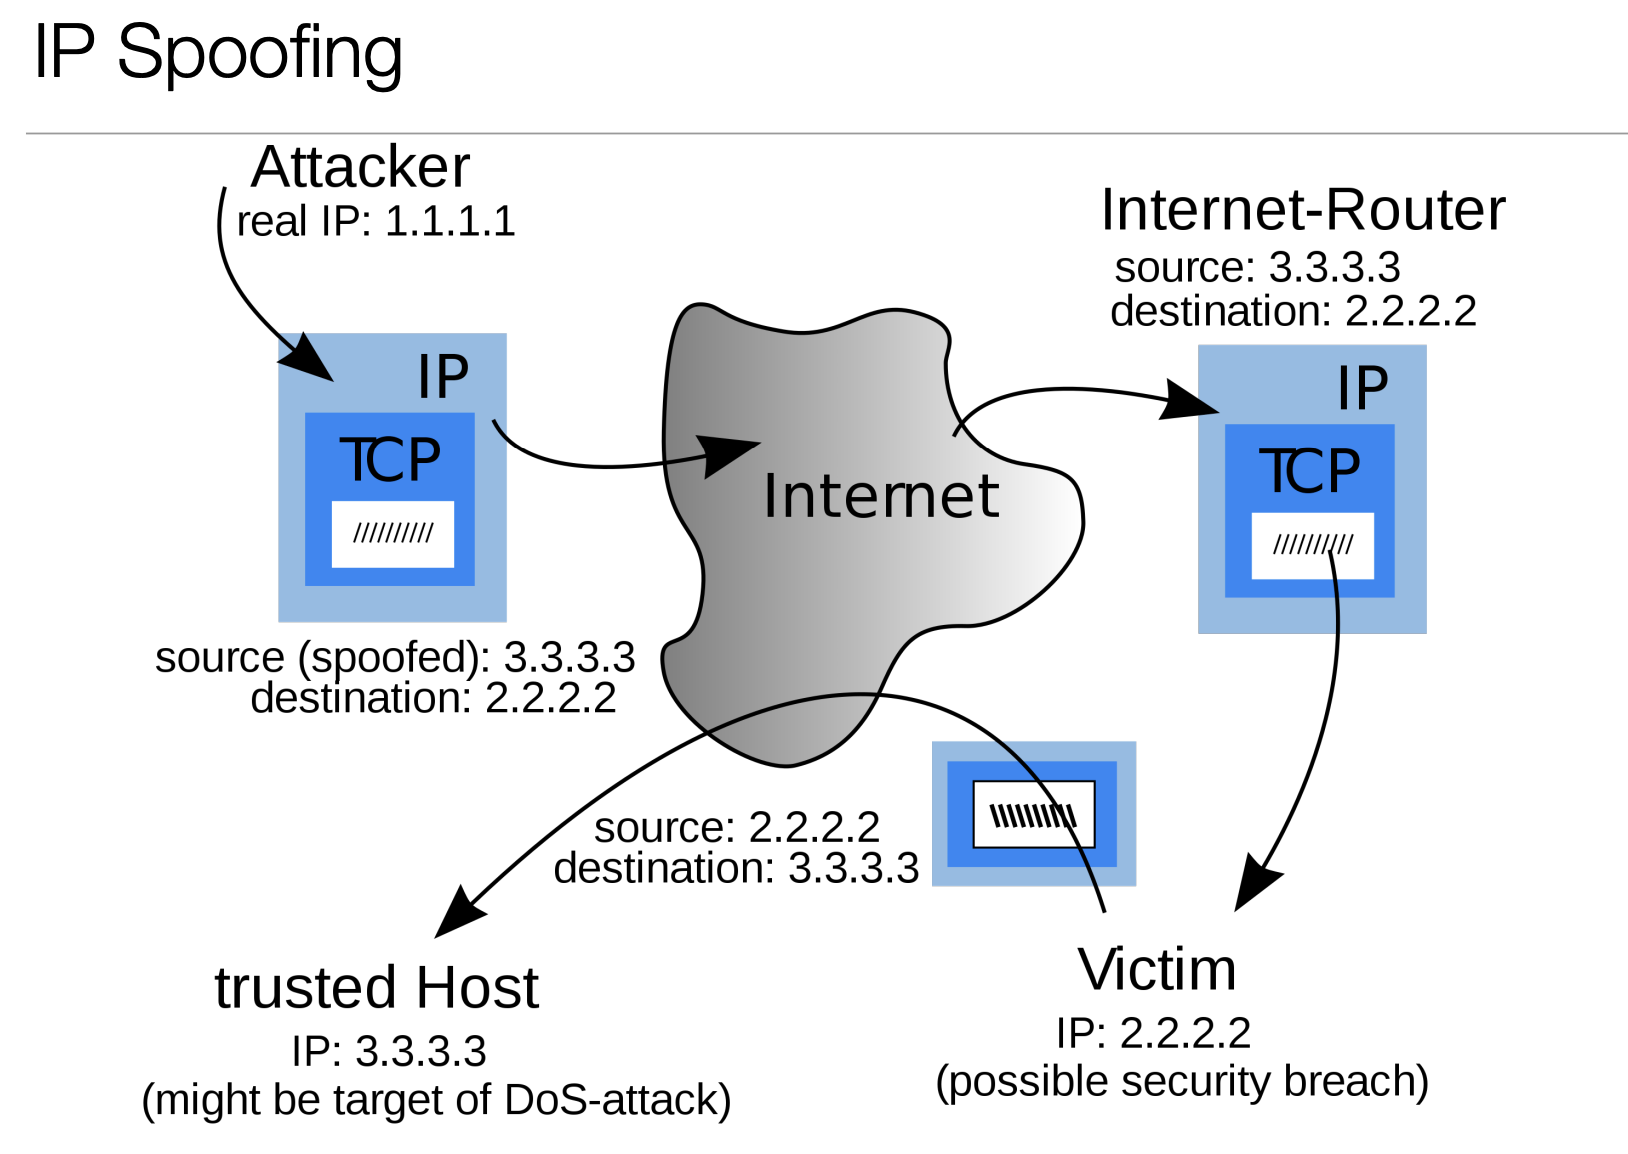 IP Spoofing
Attacker
real IP: 1.1.1.1
Internet-Router
source: 3.3.3.3
destination: 2.2.2.2
IP
TCP
//////////
source (spoofed): 3.3.3.3
destination: 2.2.2.2
Internet
IP
TCP
//////////
source: 2.2.2.2
destination: 3.3.3.3
\\\\\\\\\\
trusted Host
IP: 3.3.3.3
(might be target of DoS-attack)
Victim
IP: 2.2.2.2
(possible security breach)